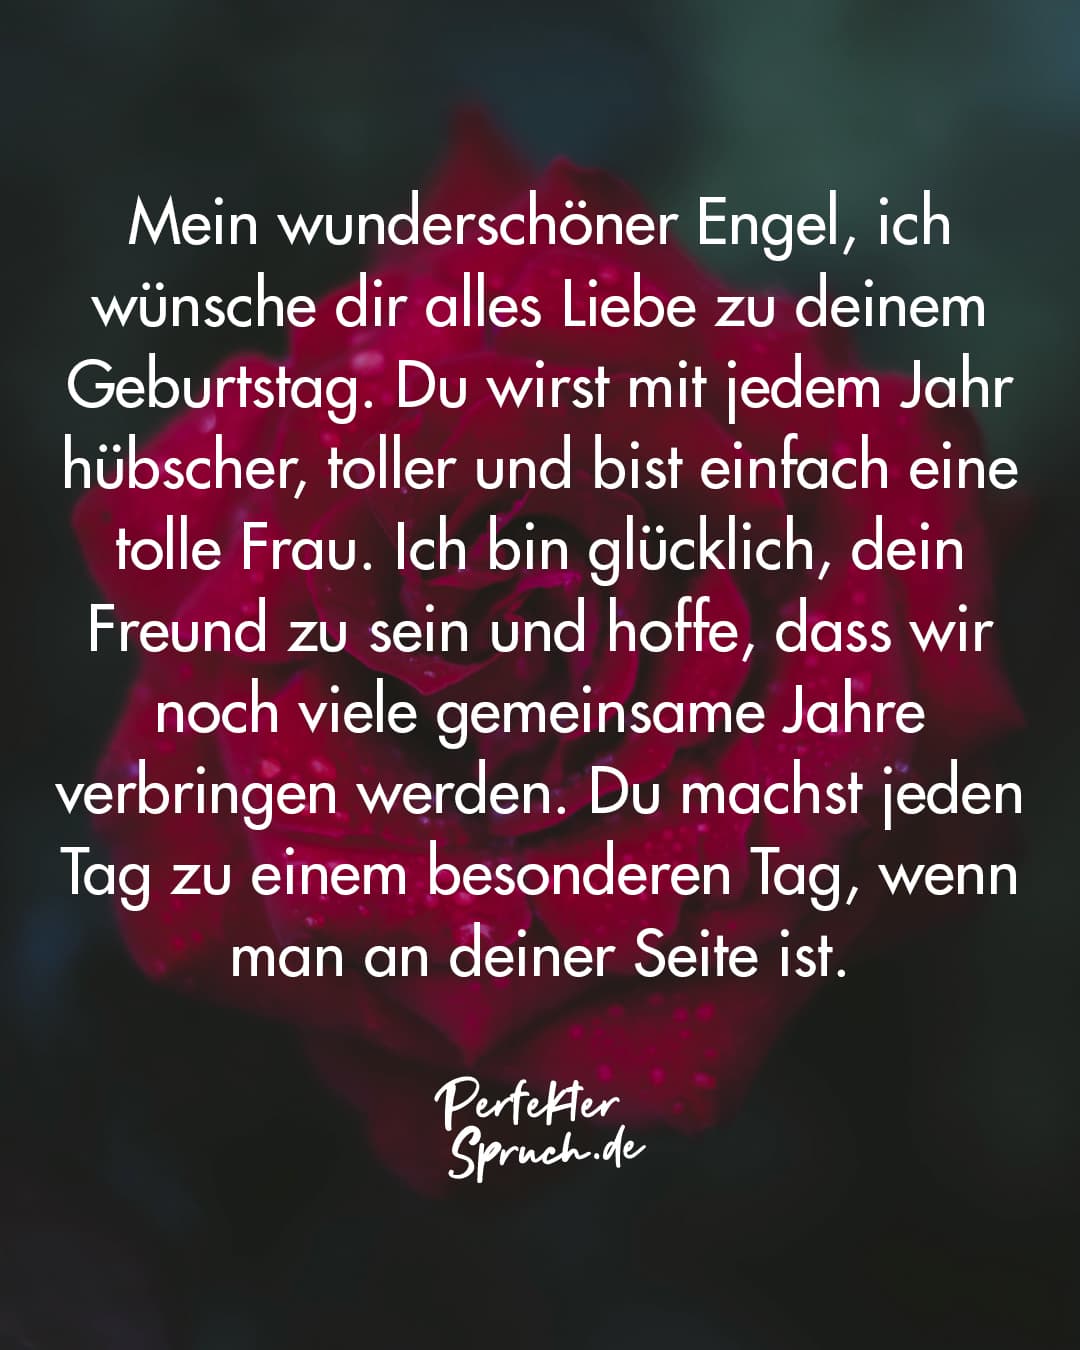 Mein wunderschöner Engel, ich
wünsche dir alles Liebe zu deinem
Geburtstag. Du wirst mit jedem Jahr
hübscher, toller und bist einfach eine
tolle Frau. Ich bin glücklich, dein
Freund zu sein und hoffe, dass wir
noch viele gemeinsame Jahre
verbringen werden. Du machst jeden
Tag zu einem besonderen Tag, wenn
man an deiner Seite ist.
Perfekter
Spruch.de